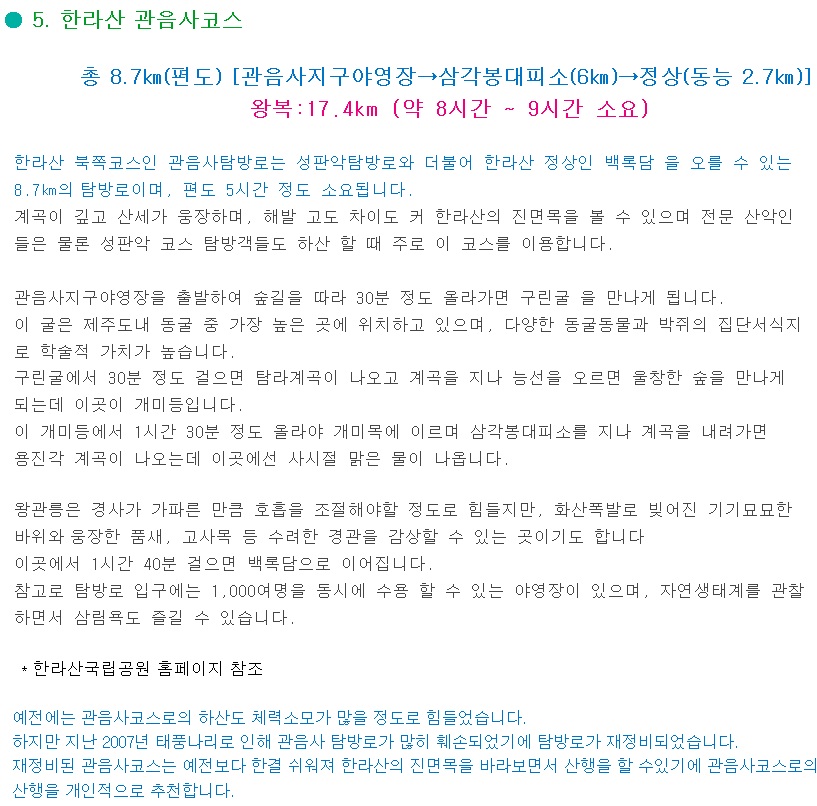 ● 5. 한라산 관음사코스
총 8.7km(편도) [관음사지구야영장→삼각봉대피소(6km)→정상(동능 2.7km)]
왕복:17.4km (약 8시간 ~ 9시간 소요)
한라산 북쪽코스인 관음사탐방로는 성판악탐방로와 더불어 한라산 정상인 백록담 을 오를 수 있는
8.7㎞의 탐방로이며, 편도 5시간 정도 소요됩니다.
계곡이 깊고 산세가 웅장하며, 해발 고도 차이도 커 한라산의 진면목을 볼 수 있으며 전문 산악인
들은 물론 성판악 코스 탐방객들도 하산 할 때 주로 이 코스를 이용합니다.
관음사지구야영장을 출발하여 숲길을 따라 30분 정도 올라가면 구린굴 을 만나게 됩니다.
이 굴은 제주도내 동굴 중 가장 높은 곳에 위치하고 있으며, 다양한 동굴동물과 박쥐의 집단서식지
로 학술적 가치가 높습니다.
구린굴에서 30분 정도 걸으면 탐라계곡이 나오고 계곡을 지나 능선을 오르면 울창한 숲을 만나게
되는데 이곳이 개미등입니다.
이 개미등에서 1시간 30분 정도 올라야 개미목에 이르며 삼각봉대피소를 지나 계곡을 내려가면
용진각 계곡이 나오는데 이곳에선 사시절 맑은 물이 나옵니다.
왕관릉은 경사가 가파른 만큼 호흡을 조절해야할 정도로 힘들지만, 화산폭발로 빚어진 기기묘묘한
바위와 웅장한 품새, 고사목 등 수려한 경관을 감상할 수 있는 곳이기도 합니다
이곳에서 1시간 40분 걸으면 백록담으로 이어집니다.
참고로 탐방로 입구에는 1,000여명을 동시에 수용 할 수 있는 야영장이 있으며, 자연생태계를 관찰
하면서 삼림욕도 즐길 수 있습니다.
* 한라산국립공원 홈페이지 참조
예전에는 관음사코스로의 하산도 체력소모가 많을 정도로 힘들었습니다.
하지만 지난 2007년 태풍나리로 인해 관음사 탐방로가 많히 훼손되었기에 탐방로가 재정비되었습니다.
재정비된 관음사코스는 예전보다 한결 쉬워져 한라산의 진면목을 바라보면서 산행을 할 수있기에 관음사코스로의
산행을 개인적으로 추천합니다.